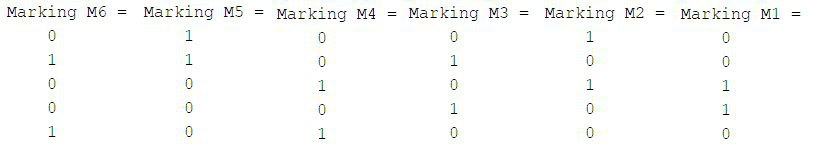 Marking M6 = Marking M5 = Marking M4 = Marking M3 = Marking M2 = Marking M1 =
0 1 0 0 1 0
1 1 0 1 0 0
0 0 1 0 1 1
0 0 0 1 0 1
1 0 1 0 0 0